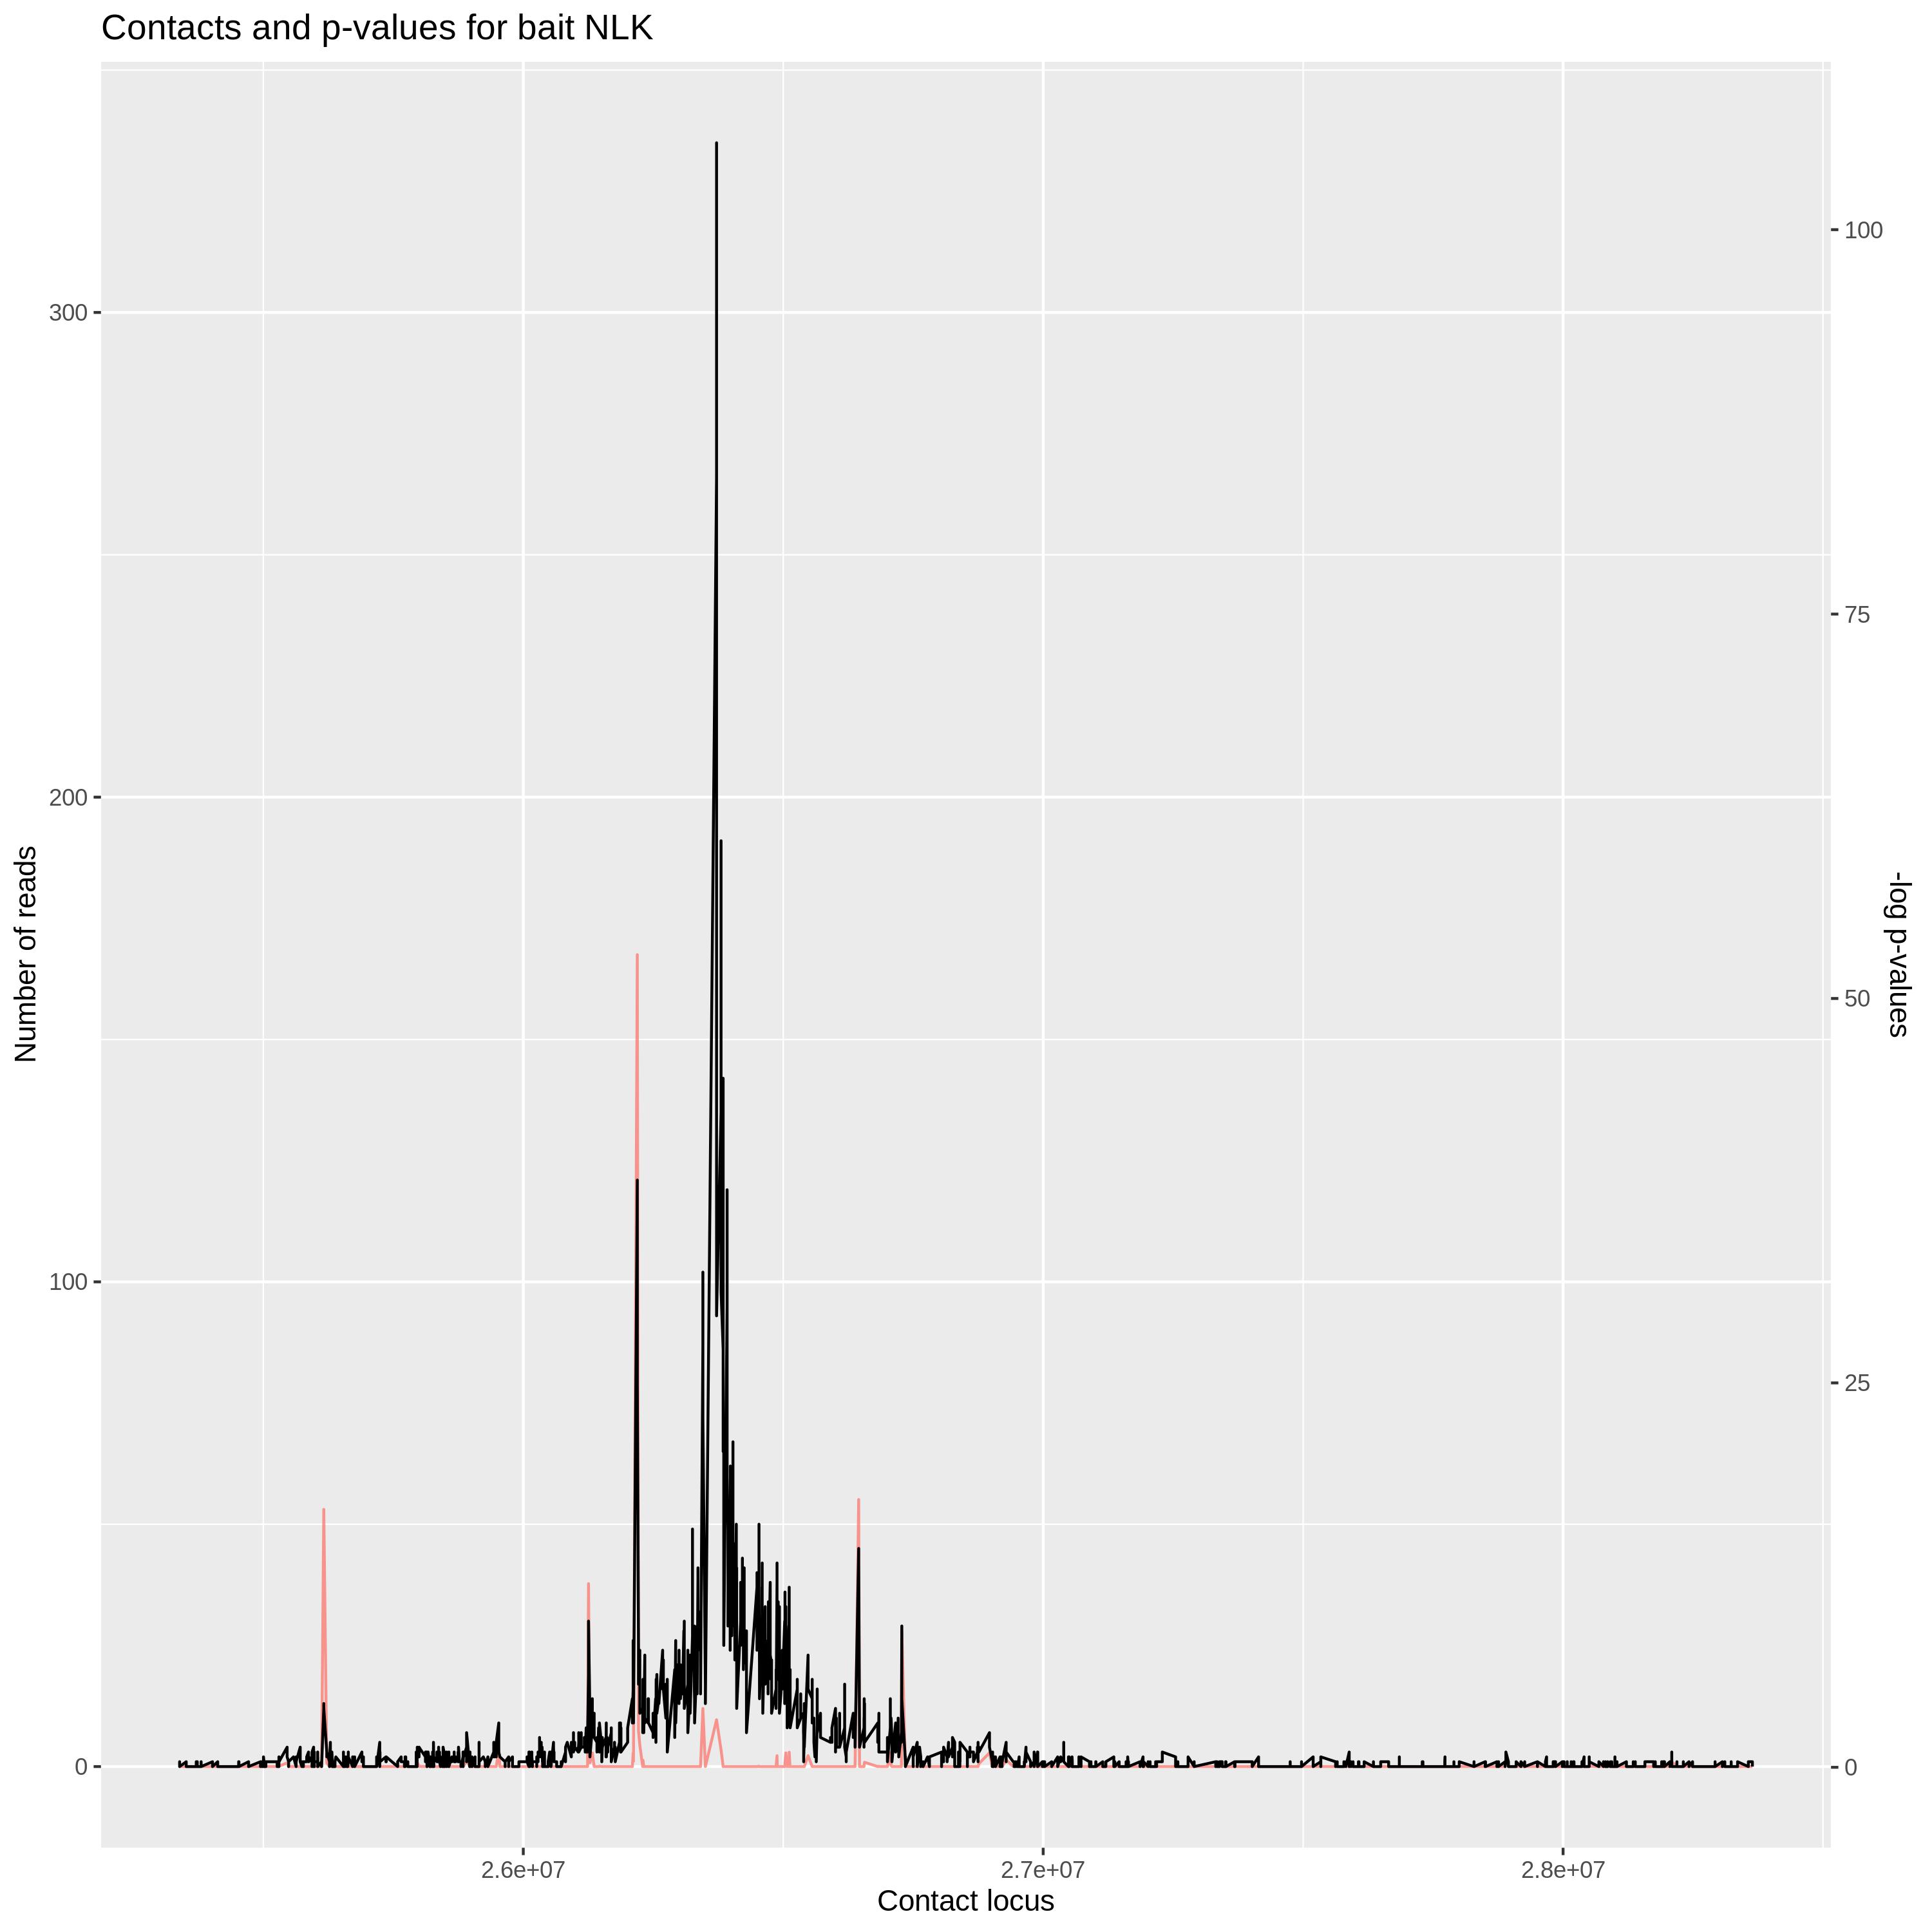 Contacts and p-values for bait NLK
300
200
100
0
Number of reads
100
75
50
25
0
-log p-values
2.6e+07
2.7e+07
2.8e+07
Contact locus